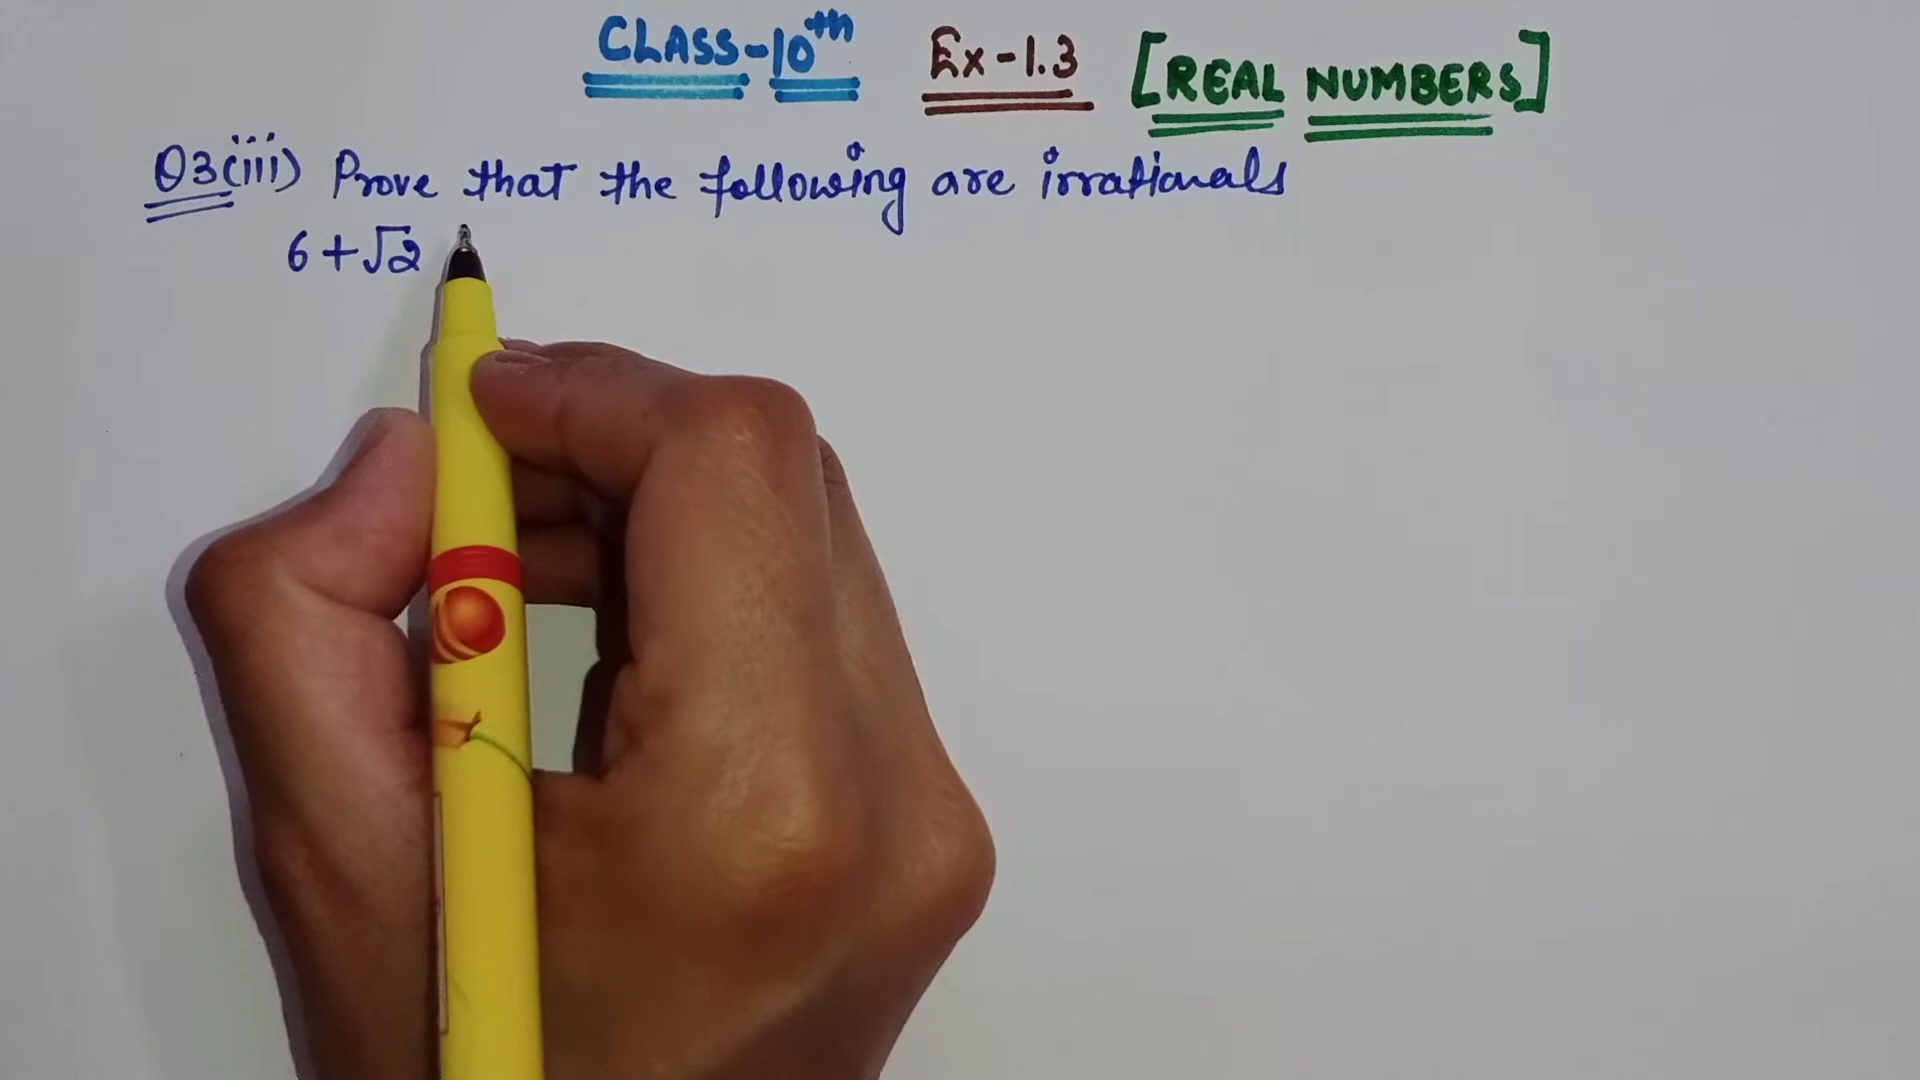 CLASS-10th Ex-1.3 [REAL NUMBERS]
Q3(iii) Prove that the following are irrationals
6+√2